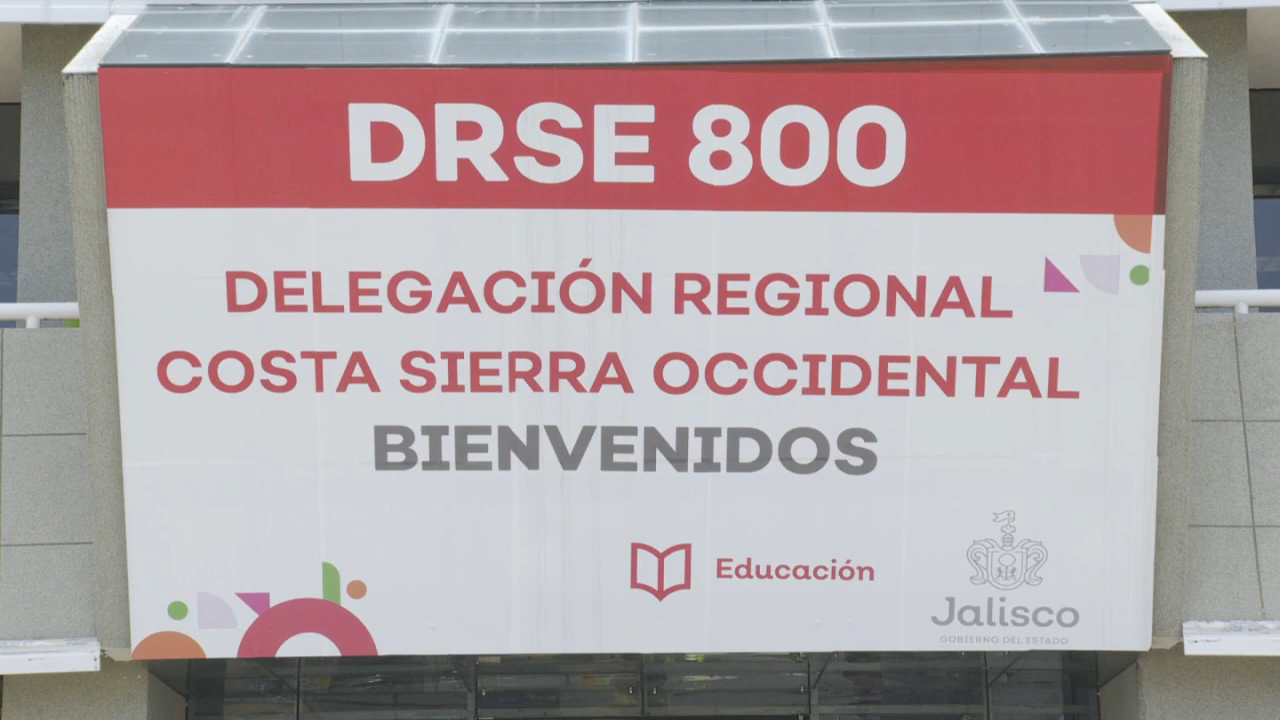 DRSE 800
DELEGACIÓN REGIONAL
COSTA SIERRA OCCIDENTAL
BIENVENIDOS
Educación
Jalisco
GOBIERNO DEL ESTADO